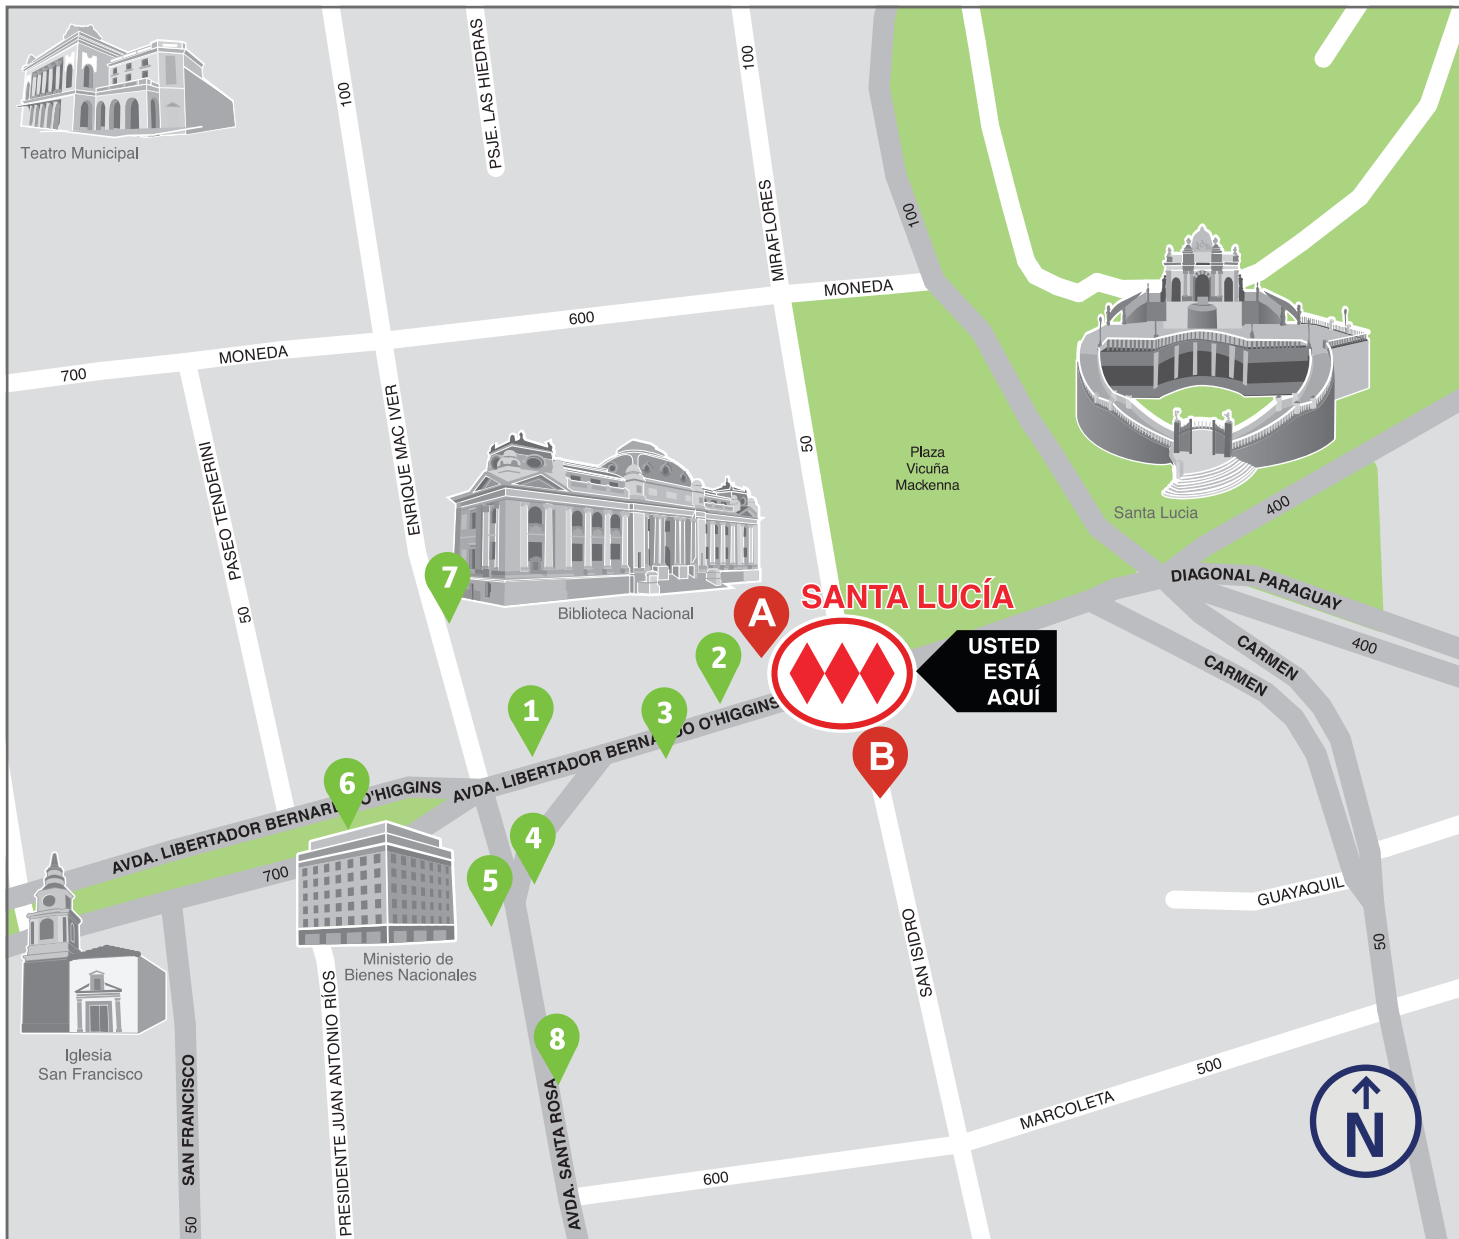 Teatro Municipal
100
PSJE. LAS HIEDRAS
100
MIRAFLORES
100
MONEDA
600
MONEDA
700
PASEO TENDERINI
50
ENRIQUE MAC IVER
50
Plaza
Vicuña
Mackenna
Santa Lucia
400
DIAGONAL PARAGUAY
400
CARMEN
CARMEN
7
Biblioteca Nacional
A
SANTA LUCÍA
USTED
ESTÁ
AQUÍ
2
1
3
B
AVDA. LIBERTADOR BERNARDO O'HIGGINS
6
AVDA. LIBERTADOR BERNARDO O'HIGGINS
4
5
700
Ministerio de
Bienes Nacionales
Iglesia
San Francisco
SAN FRANCISCO
50
PRESIDENTE JUAN ANTONIO RÍOS
8
AVDA. SANTA ROSA
SAN ISIDRO
GUAYAQUIL
50
500
MARCOLETA
600
N